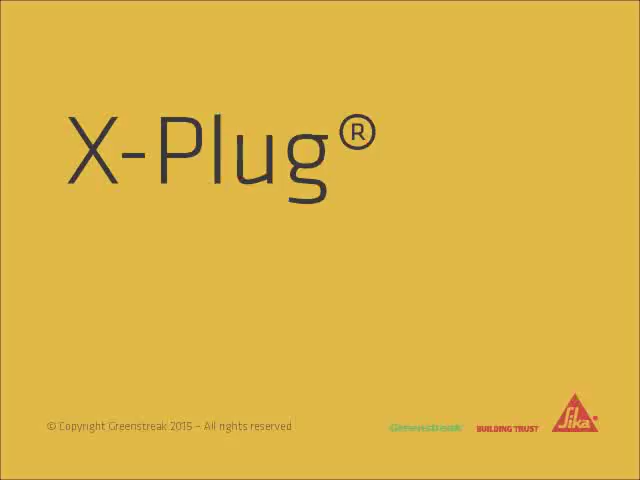 X-Plug®
© Copyright Greenstreak 2015 – All rights reserved
Greenstreak
BUILDING TRUST
Sika®